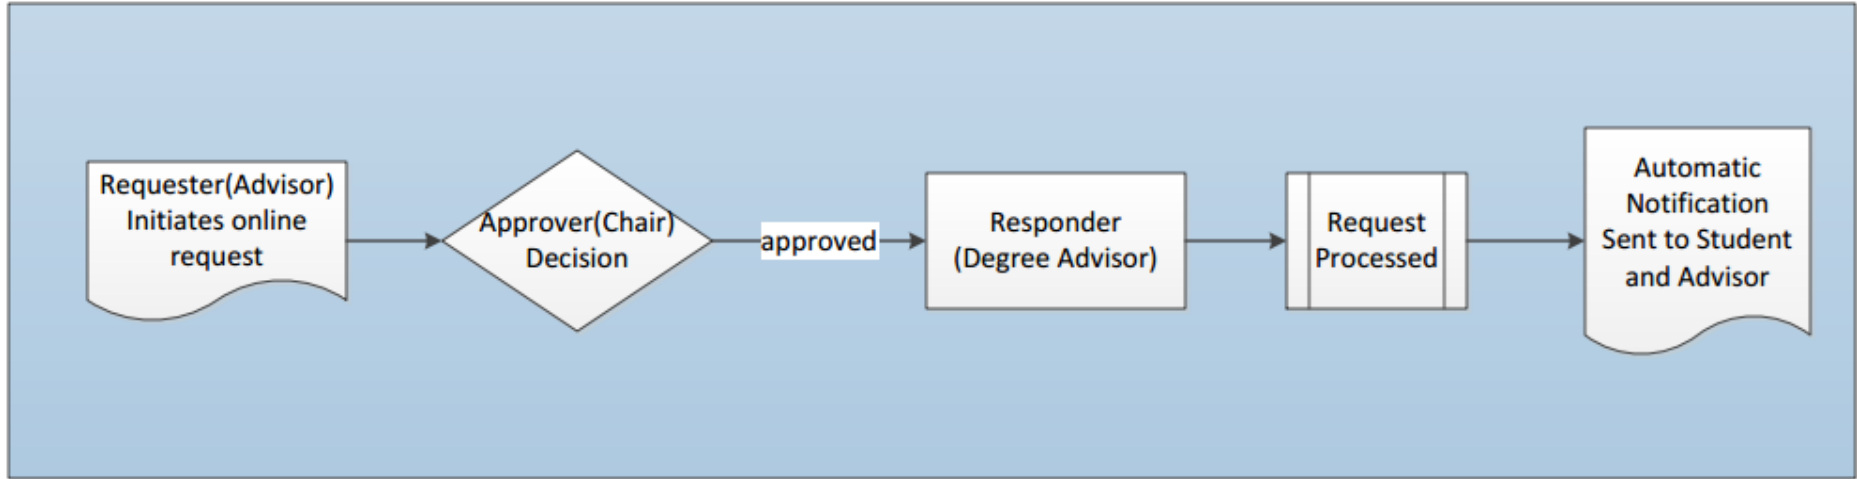 Requester(Advisor)
Initiates online
request
Approver(Chair)
Decision
approved
Responder
(Degree Advisor)
Request
Processed
Automatic
Notification
Sent to Student
and Advisor